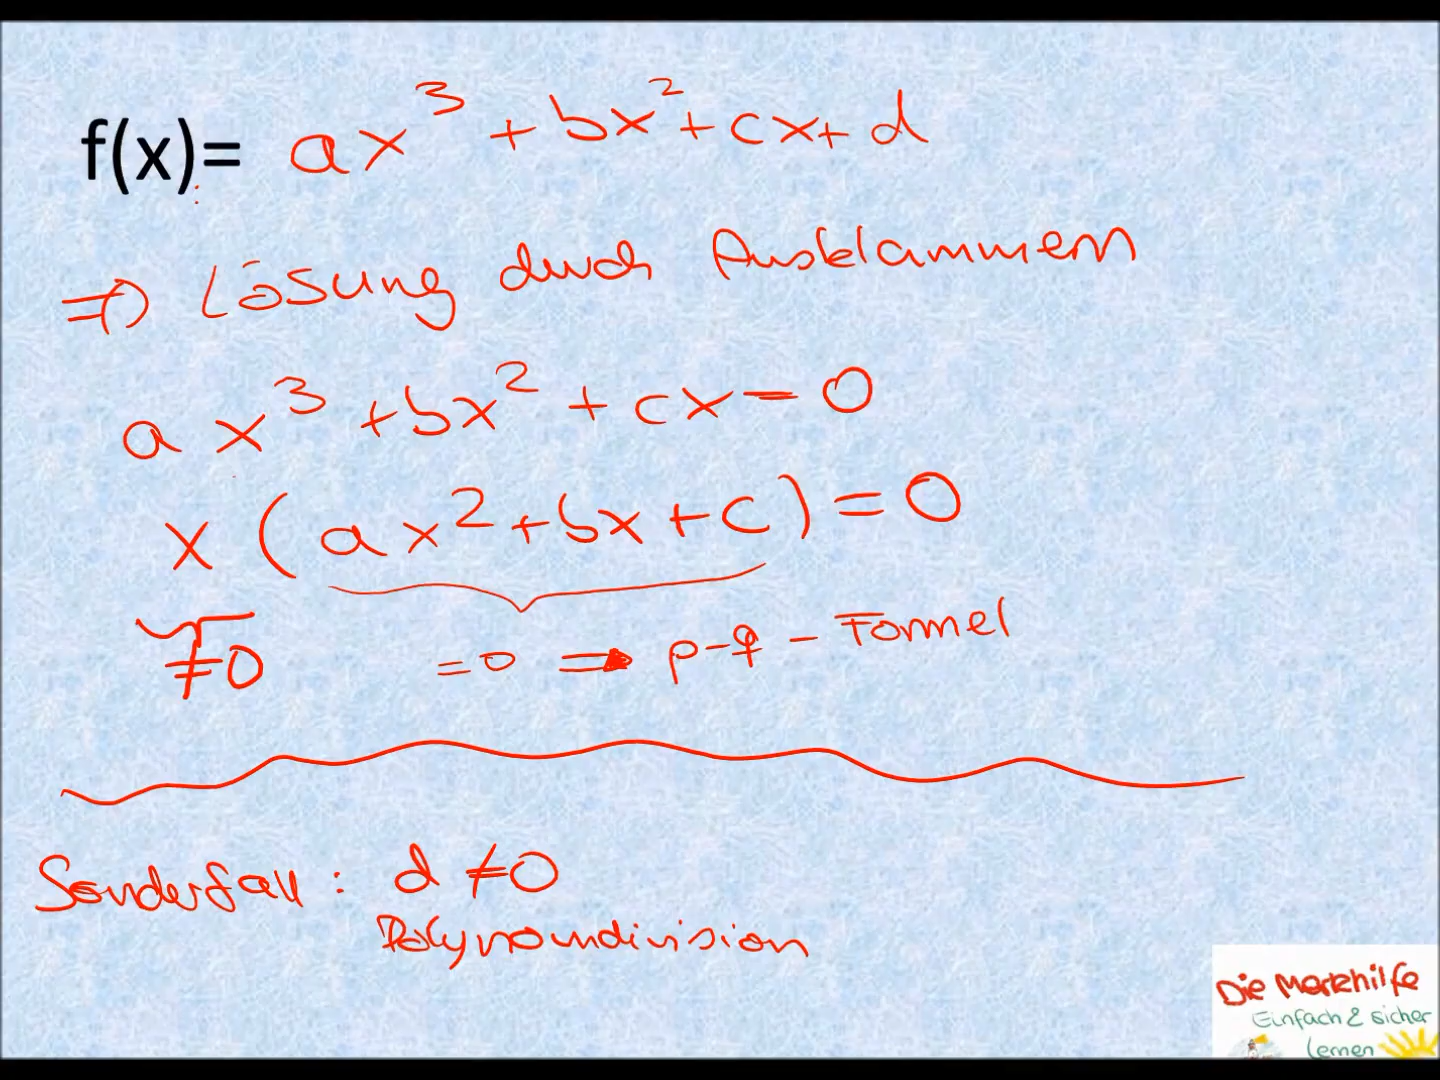 f(x)= ax³ + bx² + cx + d
⇒ Lösung durch Ausklammern
ax³ + bx² + cx = 0
x (ax² + bx + c) = 0
≠0 =0 ⇒ p-q-Formel
Sonderfall: d ≠ 0
Polynomdivision
Die Merkhilfe
Einfach & sicher
lernen